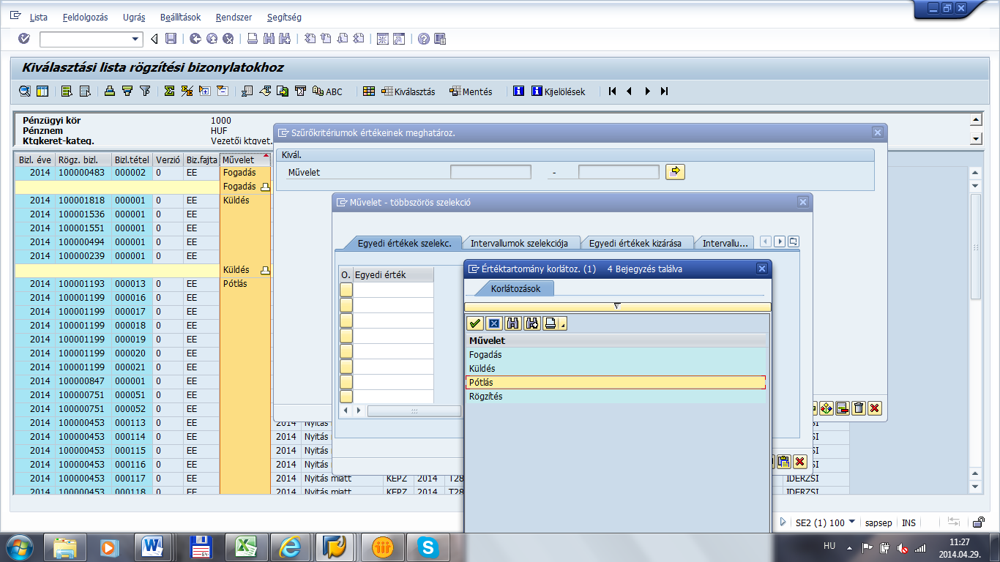 Lista Feldolgozás Ugrás Beállítások Rendszer Segítség
Kiválasztási lista rögzítési bizonylatokhoz
ABC Kiválasztás Mentés Kijelölések
Pénzügyi kör 1000
Pénznem HUF
Ktgkeret-kateg. Vezetői ktgvet.
Szűrőkritériumok értékeinek meghatároz.
Kivál.
Művelet -
Művelet - többszörös szelekció
Egyedi értékek szelekc. Intervallumok szelekciója Egyedi értékek kizárása Intervallu...
O. Egyedi érték
Értéktartomány korlátoz. (1) 4 Bejegyzés találva
Korlátozások
Művelet
Fogadás
Küldés
Pótlás
Rögzítés
Bizl. éve Rögz. bizl. Bizl.tétel Verzió Biz.fajta Művelet
2014 100000483 000002 0 EE Fogadás
Fogadás
2014 100001818 000001 0 EE Küldés
2014 100001536 000001 0 EE
2014 100001551 000001 0 EE
2014 100000494 000001 0 EE
2014 100000239 000001 0 EE
Küldés
2014 100001193 000013 0 EE Pótlás
2014 100001199 000016 0 EE
2014 100001199 000017 0 EE
2014 100001199 000018 0 EE
2014 100001199 000019 0 EE
2014 100001199 000020 0 EE
2014 100001199 000021 0 EE
2014 100000847 000001 0 EE
2014 100000751 000051 0 EE
2014 100000751 000052 0 EE
2014 100000453 000113 0 EE 2014 Nyitás
2014 100000453 000114 0 EE 2014 Nyitás
2014 100000453 000115 0 EE 2014 Nyitás
2014 100000453 000116 0 EE 2014 Nyitás
2014 100000453 000117 0 EE 2014 Nyitás miatt KEPZ 2014 T28 IDERZSI
2014 100000453 000118 0 EE 2014 Nyitás miatt KEPZ 2014 T28 IDERZSI
SE2 (1) 100 sapsep INS
HU 11:27
2014.04.29.